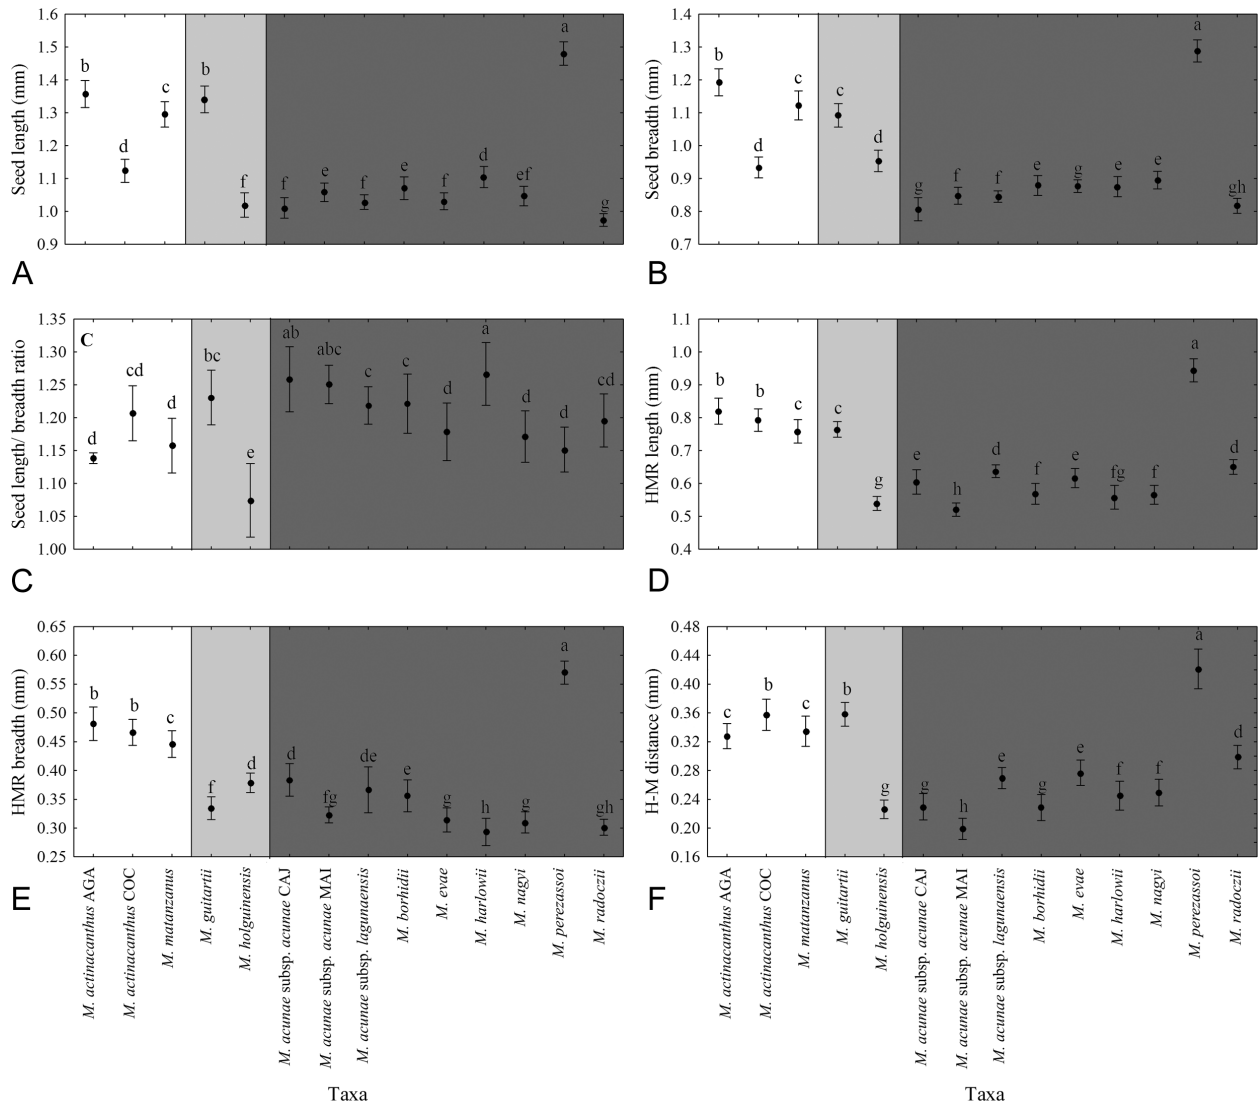 Seed length (mm)
1.6
1.5
1.4
1.3
1.2
1.1
1.0
0.9
b
d
c
b
f
f
e
f
e
f
d
ef
a
g
A
Seed breadth (mm)
1.4
1.3
1.2
1.1
1.0
0.9
0.8
0.7
b
d
c
c
d
g
f
f
e
g
e
e
a
gh
B
Seed length/ breadth ratio
1.35
1.30
1.25
1.20
1.15
1.10
1.05
1.00
C
d
cd
d
bc
e
ab
abc
c
c
d
a
d
d
cd
C
HMR length (mm)
1.1
1.0
0.9
0.8
0.7
0.6
0.5
0.4
b
b
c
c
g
e
h
d
f
e
fg
f
a
d
D
HMR breadth (mm)
0.65
0.60
0.55
0.50
0.45
0.40
0.35
0.30
0.25
b
b
c
f
d
d
fg
de
e
g
h
g
a
gh
E
M. actinacanthus AGA
M. actinacanthus COC
M. matanzanus
M. guitartii
M. holguinensis
M. acunae subsp. acunae CAJ
M. acunae subsp. acunae MAI
M. acunae subsp. lagunaensis
M. borhidii
M. evae
M. harlowii
M. nagyi
M. perezassoi
M. radoczii
Taxa
H-M distance (mm)
0.48
0.44
0.40
0.36
0.32
0.28
0.24
0.20
0.16
c
b
c
b
g
g
h
e
g
e
f
f
a
d
F
M. actinacanthus AGA
M. actinacanthus COC
M. matanzanus
M. guitartii
M. holguinensis
M. acunae subsp. acunae CAJ
M. acunae subsp. acunae MAI
M. acunae subsp. lagunaensis
M. borhidii
M. evae
M. harlowii
M. nagyi
M. perezassoi
M. radoczii
Taxa